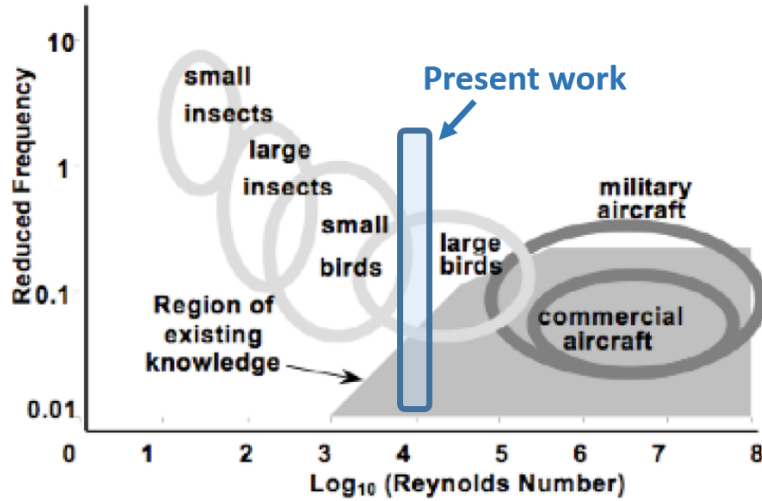 10
1
0.1
0.01
Reduced Frequency
small
insects
large
insects
small
birds
Present work
large
birds
military
aircraft
commercial
aircraft
Region of
existing
knowledge
0 1 2 3 4 5 6 7 8
Log₁₀ (Reynolds Number)